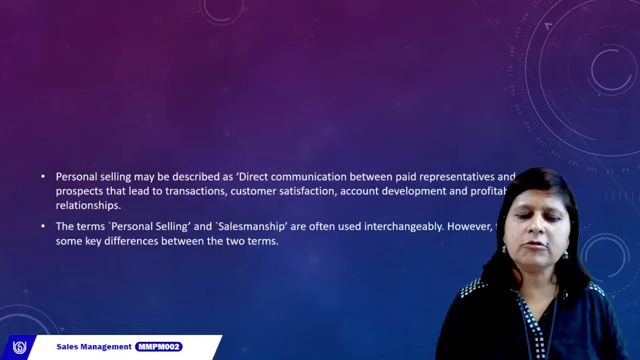 • Personal selling may be described as ‘Direct communication between paid representatives and
prospects that lead to transactions, customer satisfaction, account development and
relationships.
• The terms `Personal Selling’ and `Salesmanship’ are often used interchangeably. However,
some key differences between the two terms.
Sales Management MMPM002